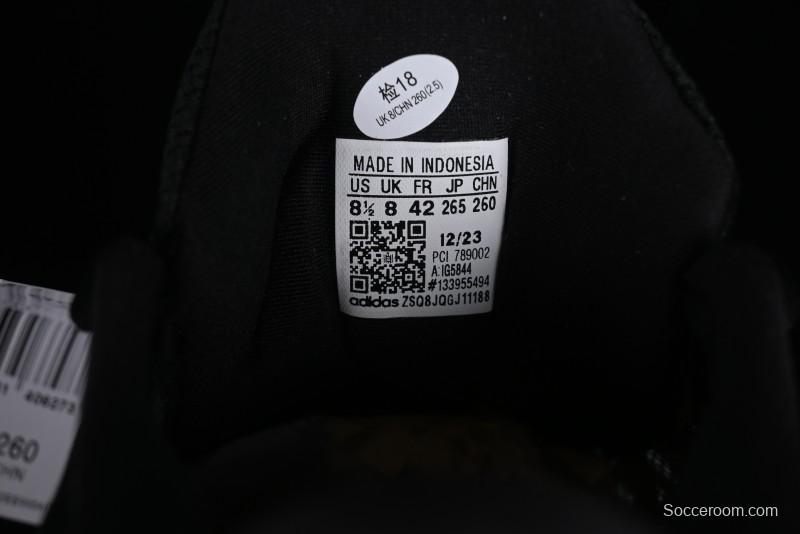 检18
UK 8/CHN 260(2.5)
MADE IN INDONESIA
US UK FR JP CHN
8½ 8 42 265 260
12/23
PCI 789002
A:IG5844
#133955494
adidas ZSQ8JQGJ11188
260
CHN
Socceroom.com